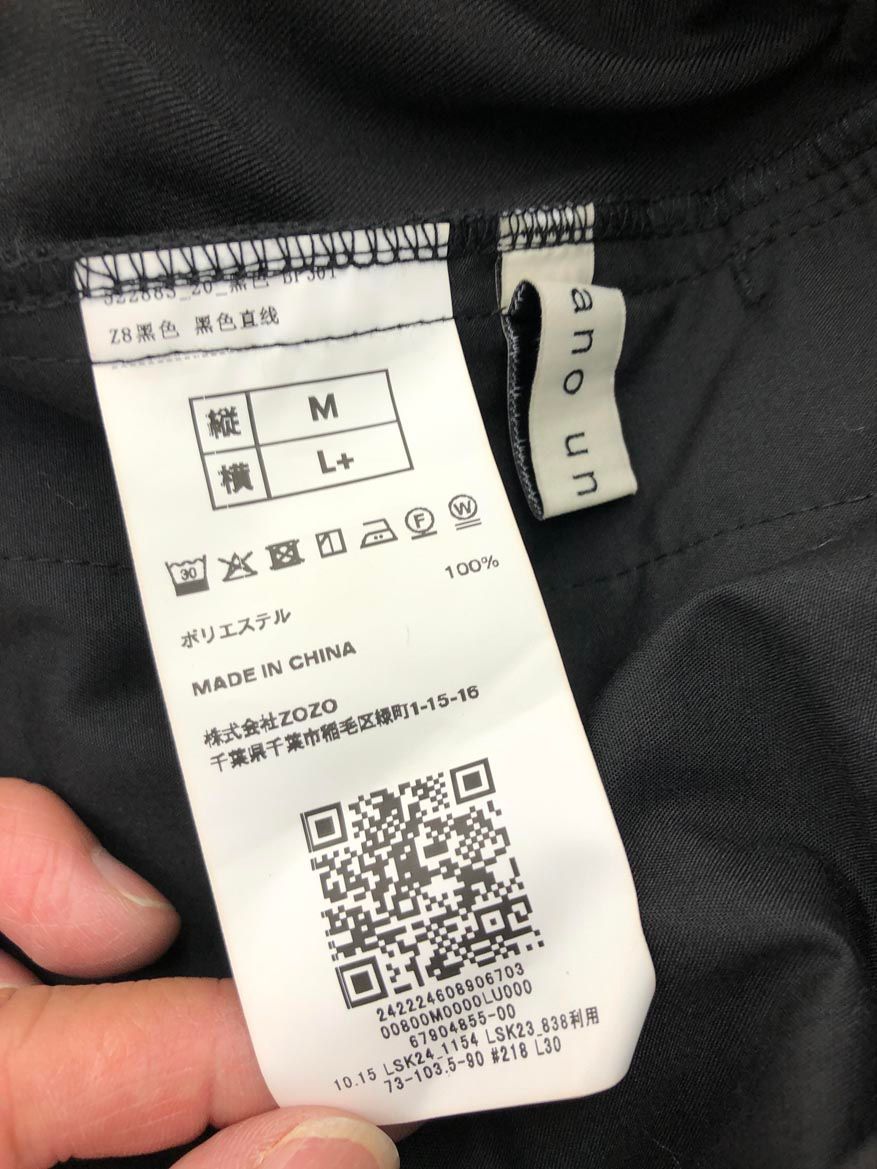 Z8黑色 黑色直线
縦 M
横 L+
30 F W
100%
ポリエステル
MADE IN CHINA
株式会社ZOZO
千葉県千葉市稲毛区緑町1-15-16
242224608906703
00800M0000LU000
67904855-00
10.15 LSK24_1154 LSK23_838利用
73-103.5-90 #218 L30
ano un